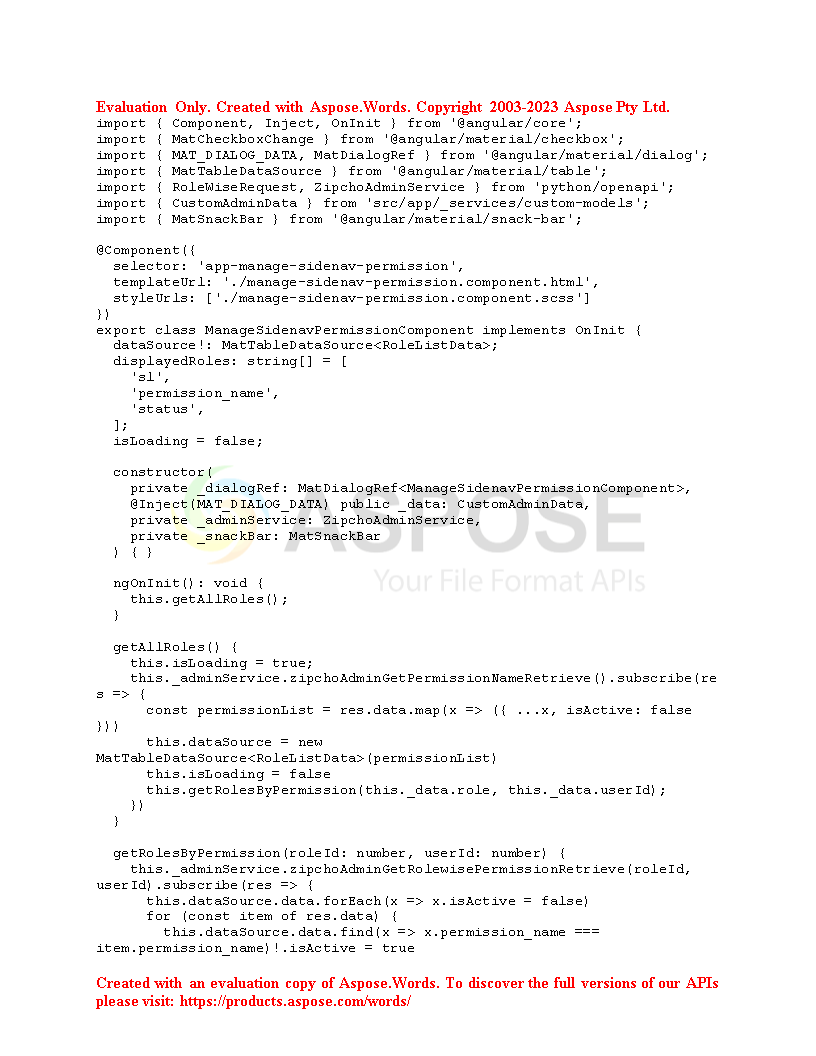 Evaluation Only. Created with Aspose.Words. Copyright 2003-2023 Aspose Pty Ltd.
import { Component, Inject, OnInit } from '@angular/core';
import { MatCheckboxChange } from '@angular/material/checkbox';
import { MAT_DIALOG_DATA, MatDialogRef } from '@angular/material/dialog';
import { MatTableDataSource } from '@angular/material/table';
import { RoleWiseRequest, ZipchoAdminService } from 'python/openapi';
import { CustomAdminData } from 'src/app/_services/custom-models';
import { MatSnackBar } from '@angular/material/snack-bar';

@Component({
  selector: 'app-manage-sidenav-permission',
  templateUrl: './manage-sidenav-permission.component.html',
  styleUrls: ['./manage-sidenav-permission.component.scss']
})
export class ManageSidenavPermissionComponent implements OnInit {
  dataSource!: MatTableDataSource<RoleListData>;
  displayedRoles: string[] = [
    'sl',
    'permission_name',
    'status',
  ];
  isLoading = false;

  constructor(
    private _dialogRef: MatDialogRef<ManageSidenavPermissionComponent>,
    @Inject(MAT_DIALOG_DATA) public _data: CustomAdminData,
    private _adminService: ZipchoAdminService,
    private _snackBar: MatSnackBar
  ) { }
ASPOSE
Your File Format APIs

  ngOnInit(): void {
    this.getAllRoles();
  }

  getAllRoles() {
    this.isLoading = true;
    this._adminService.zipchoAdminGetPermissionNameRetrieve().subscribe(re
s => {
      const permissionList = res.data.map(x => ({ ...x, isActive: false
}))
      this.dataSource = new
MatTableDataSource<RoleListData>(permissionList)
      this.isLoading = false
      this.getRolesByPermission(this._data.role, this._data.userId);
    })
  }

  getRolesByPermission(roleId: number, userId: number) {
    this._adminService.zipchoAdminGetRolewisePermissionRetrieve(roleId,
userId).subscribe(res => {
      this.dataSource.data.forEach(x => x.isActive = false)
      for (const item of res.data) {
        this.dataSource.data.find(x => x.permission_name ===
item.permission_name)!.isActive = true

Created with an evaluation copy of Aspose.Words. To discover the full versions of our APIs
please visit: https://products.aspose.com/words/